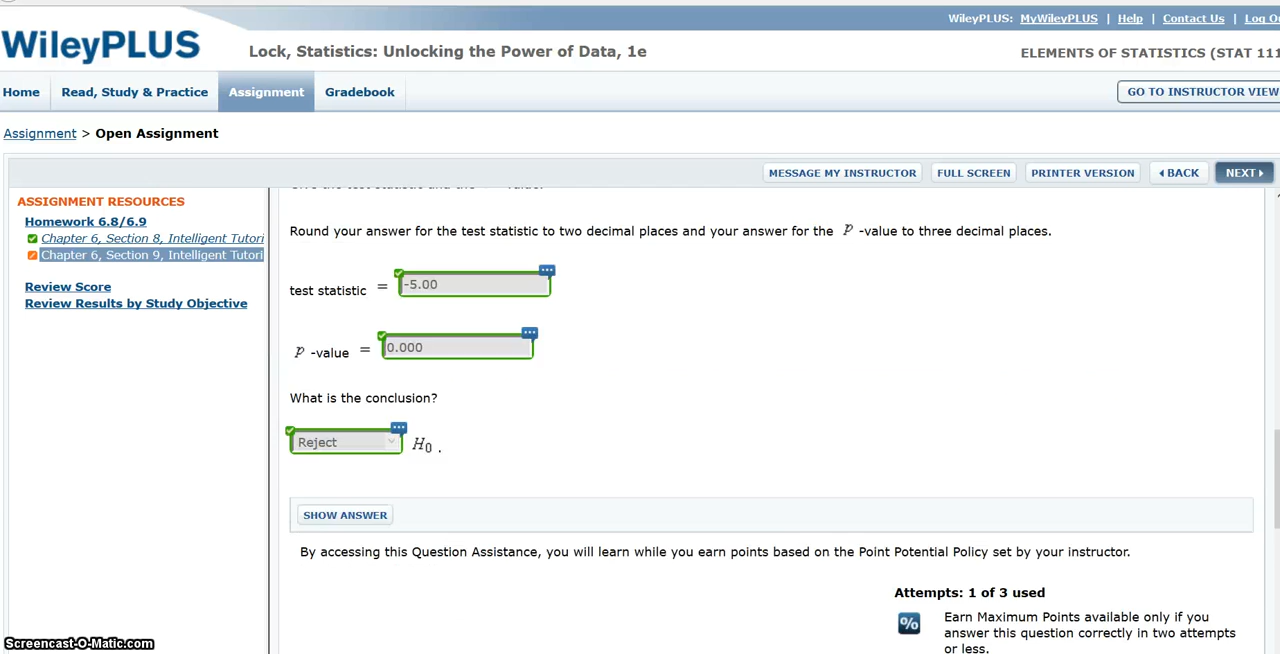 WileyPLUS: MyWileyPLUS | Help | Contact Us | Log O
WileyPLUS
Lock, Statistics: Unlocking the Power of Data, 1e
ELEMENTS OF STATISTICS (STAT 111
Home
Read, Study & Practice
Assignment
Gradebook
GO TO INSTRUCTOR VIEW
Assignment > Open Assignment
MESSAGE MY INSTRUCTOR
FULL SCREEN
PRINTER VERSION
BACK
NEXT
ASSIGNMENT RESOURCES
Homework 6.8/6.9
Chapter 6, Section 8, Intelligent Tutori
Chapter 6, Section 9, Intelligent Tutori
Review Score
Review Results by Study Objective
Round your answer for the test statistic to two decimal places and your answer for the P -value to three decimal places.
test statistic = -5.00
P -value = 0.000
What is the conclusion?
Reject H0 .
SHOW ANSWER
By accessing this Question Assistance, you will learn while you earn points based on the Point Potential Policy set by your instructor.
Attempts: 1 of 3 used
%
Earn Maximum Points available only if you
answer this question correctly in two attempts
or less.
Screencast-O-Matic.com